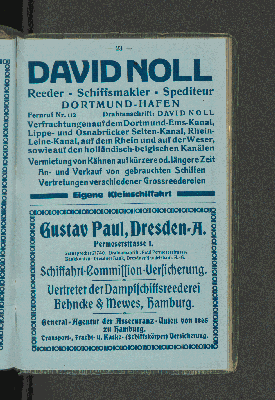 DAVID NOLL
Reeder - Schiffsmakler - Spediteur
DORTMUND-HAFEN
Fernruf Nr. 112 Drahtanschrift: DAVID NOLL
Verfrachtungen auf dem Dortmund-Ems-Kanal,
Lippe- und Osnabrücker Seiten-Kanal, Rhein-
Leine-Kanal, auf dem Rhein und auf der Weser,
sowie auf den holländisch-belgischen Kanälen
Vermietung von Kähnen auf kürzere od. längere Zeit
An- und Verkauf von gebrauchten Schiffen
Vertretungen verschiedener Grossreedereien
Eigene Kleinschiffahrt
Gustav Paul, Dresden-A.
Permoserstrasse 1.
Schiffahrt-Commission-Versicherung.
Vertreter der Dampfschiffsreederei
Behncke & Mewes, Hamburg.
General-Agentur der Assecuranz-Union von 1865
zu Hamburg.
Transport-, Fracht- u. Kasko- (Schiffskörper) Versicherung.